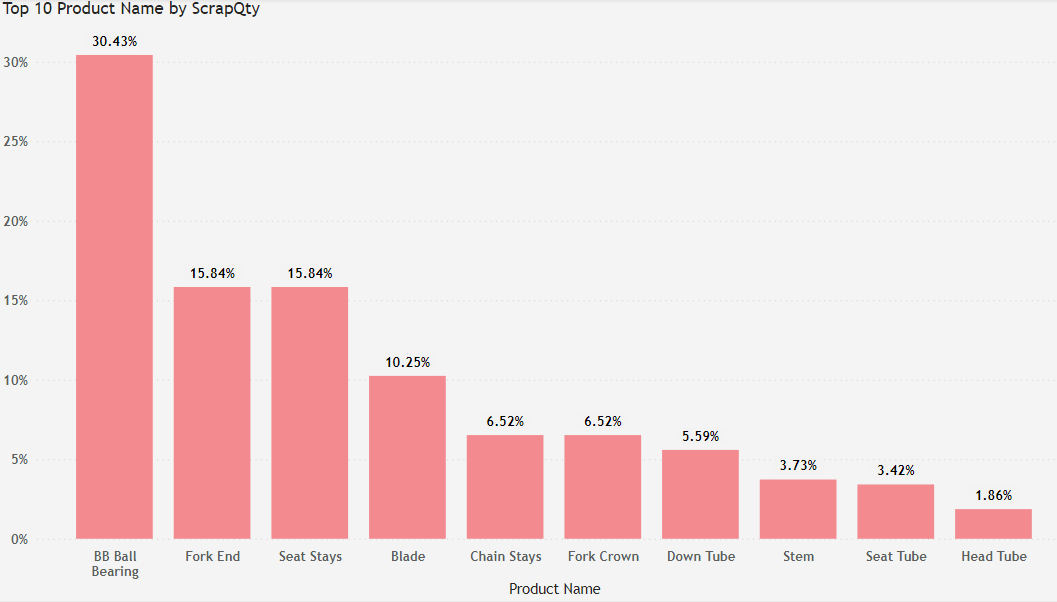 Top 10 Product Name by ScrapQty
30.43%
30%
25%
20%
15.84%
15.84%
15%
10.25%
10%
6.52%
6.52%
5.59%
5%
3.73%
3.42%
1.86%
0%
BB Ball
Bearing
Fork End
Seat Stays
Blade
Chain Stays
Fork Crown
Down Tube
Stem
Seat Tube
Head Tube
Product Name